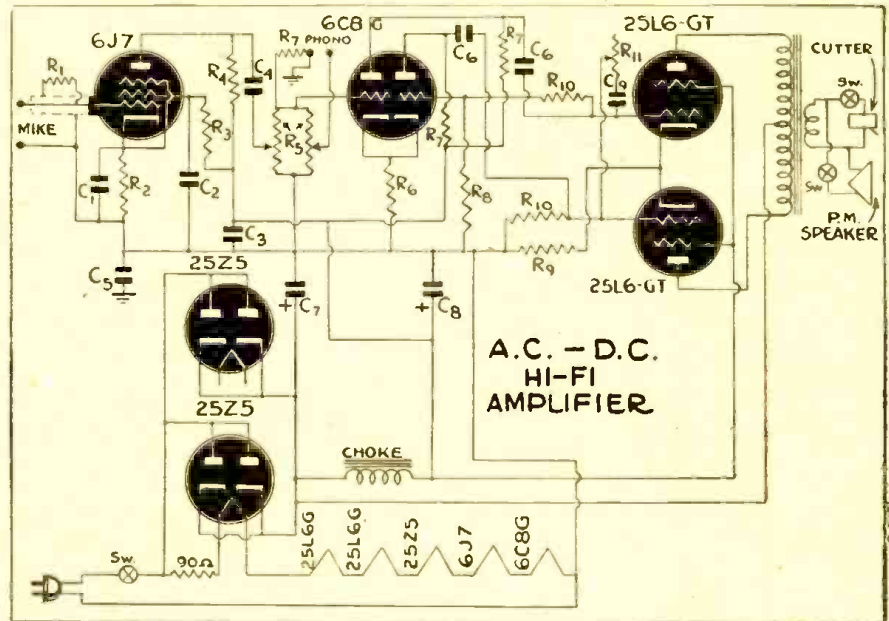 6J7
6C8G
25L6-GT
R7
PHONO
C6
R7
C6
R11
CUTTER
R1
R4
C4
R10
C9
SW.
MIKE
R3
R5
R7
C1
R2
C2
R6
R8
SW
C3
R10
P.M.
SPEAKER
C5
R9
25Z5
+ C7
+ C8
25L6-GT
A.C. - D.C.
HI-FI
AMPLIFIER
25Z5
CHOKE
SW.
90Ω
25L6G
25L6G
25Z5
6J7
6C8G